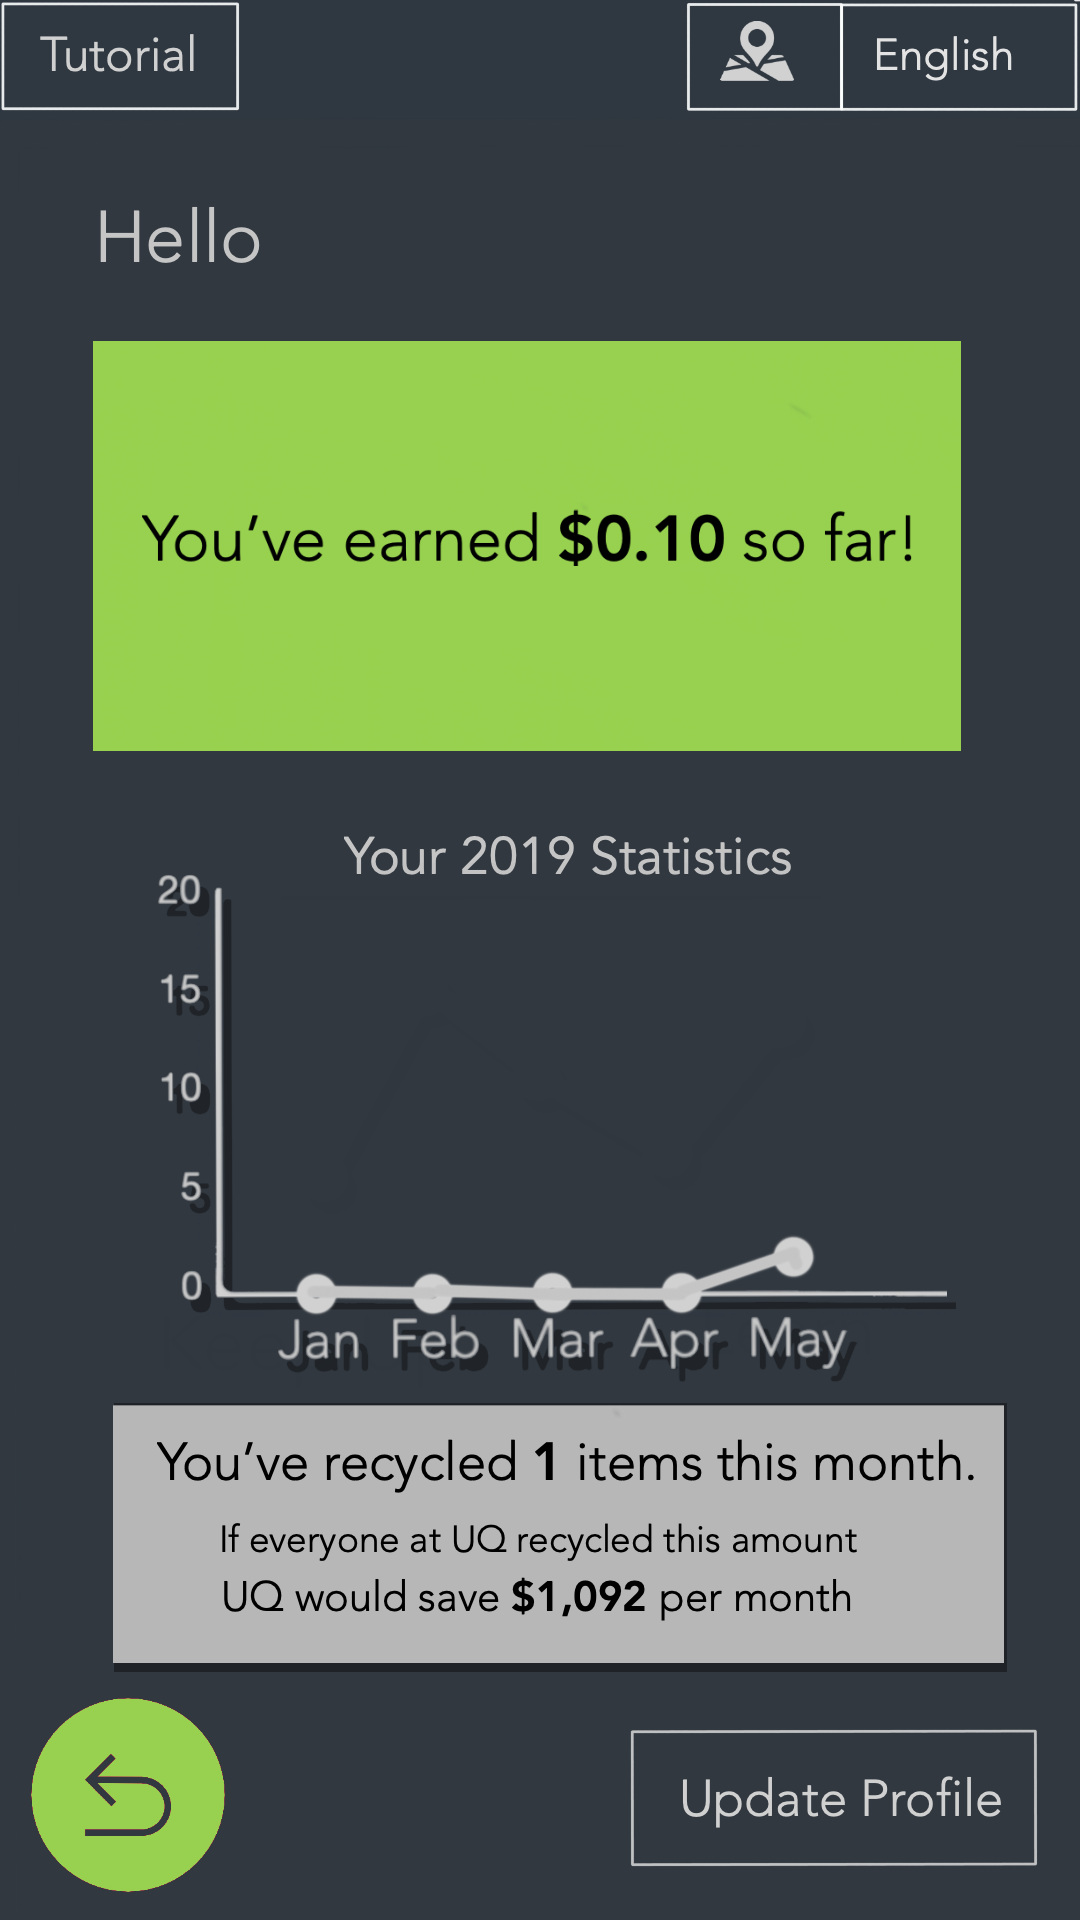 Tutorial
English
Hello
You’ve earned $0.10 so far!
Your 2019 Statistics
20
15
10
5
0
Jan Feb Mar Apr May
You’ve recycled 1 items this month.
If everyone at UQ recycled this amount
UQ would save $1,092 per month
Update Profile